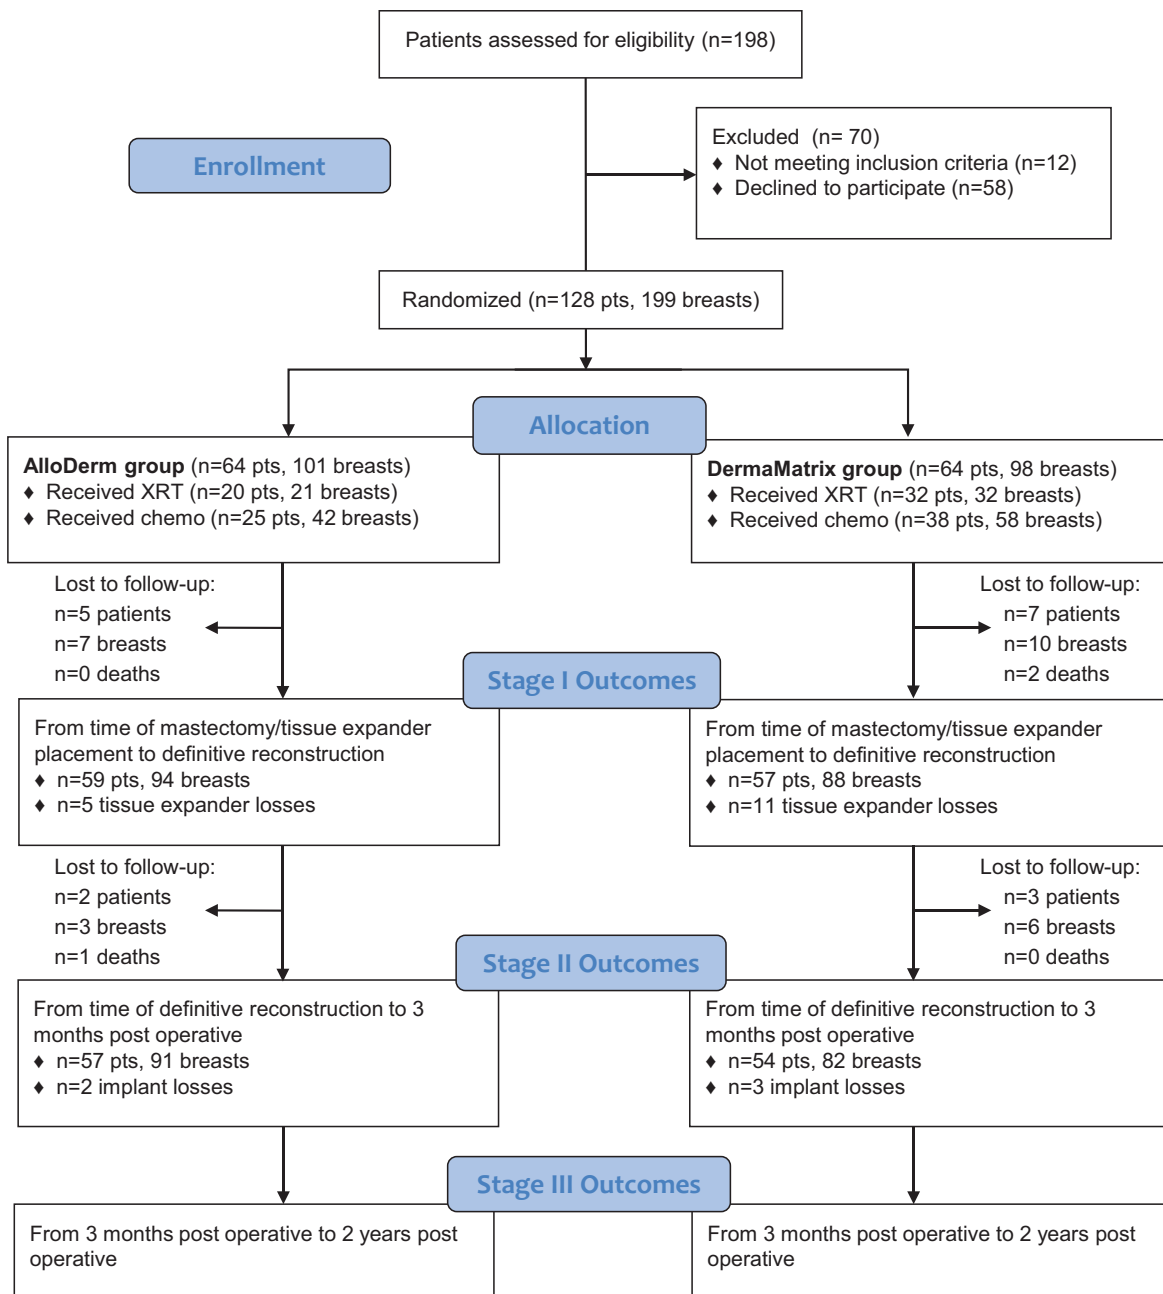 Patients assessed for eligibility (n=198)
Enrollment
Excluded (n= 70)
♦ Not meeting inclusion criteria (n=12)
♦ Declined to participate (n=58)
Randomized (n=128 pts, 199 breasts)
Allocation
AlloDerm group (n=64 pts, 101 breasts)
♦ Received XRT (n=20 pts, 21 breasts)
♦ Received chemo (n=25 pts, 42 breasts)
DermaMatrix group (n=64 pts, 98 breasts)
♦ Received XRT (n=32 pts, 32 breasts)
♦ Received chemo (n=38 pts, 58 breasts)
Lost to follow-up:
n=5 patients
n=7 breasts
n=0 deaths
Lost to follow-up:
n=7 patients
n=10 breasts
n=2 deaths
Stage I Outcomes
From time of mastectomy/tissue expander
placement to definitive reconstruction
♦ n=59 pts, 94 breasts
♦ n=5 tissue expander losses
From time of mastectomy/tissue expander
placement to definitive reconstruction
♦ n=57 pts, 88 breasts
♦ n=11 tissue expander losses
Lost to follow-up:
n=2 patients
n=3 breasts
n=1 deaths
Lost to follow-up:
n=3 patients
n=6 breasts
n=0 deaths
Stage II Outcomes
From time of definitive reconstruction to 3
months post operative
♦ n=57 pts, 91 breasts
♦ n=2 implant losses
From time of definitive reconstruction to 3
months post operative
♦ n=54 pts, 82 breasts
♦ n=3 implant losses
Stage III Outcomes
From 3 months post operative to 2 years post
operative
From 3 months post operative to 2 years post
operative